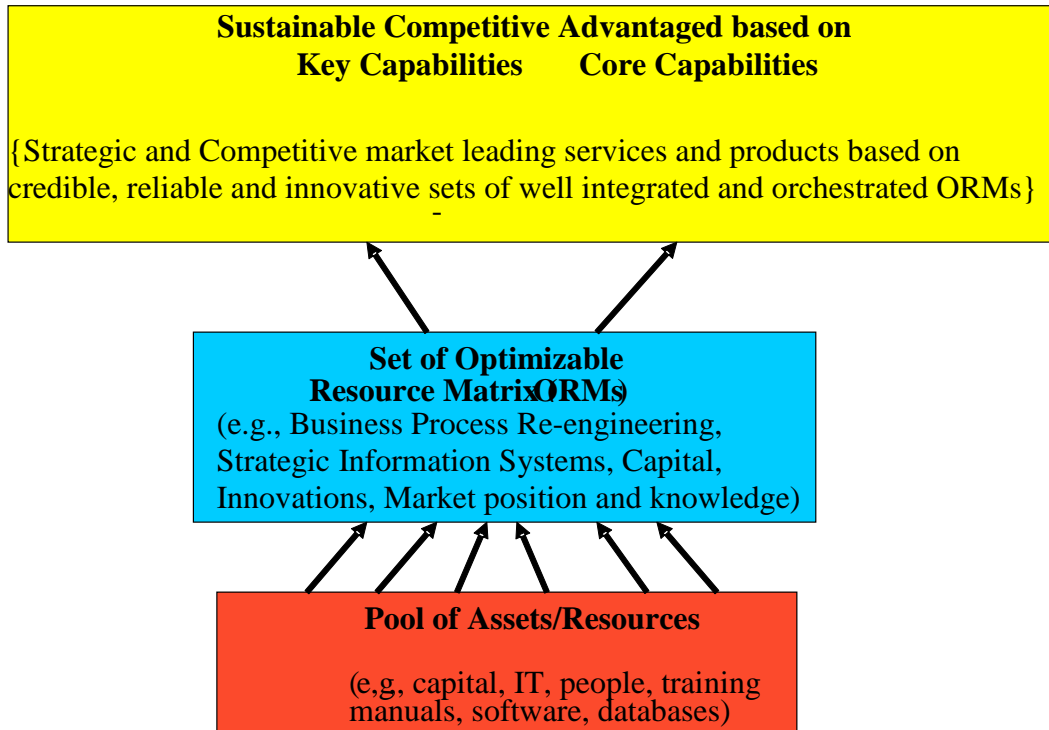 Sustainable Competitive Advantaged based on
Key Capabilities Core Capabilities
{Strategic and Competitive market leading services and products based on
credible, reliable and innovative sets of well integrated and orchestrated ORMs}
-
Set of Optimizable
Resource Matrix (ORMs)
(e.g., Business Process Re-engineering,
Strategic Information Systems, Capital,
Innovations, Market position and knowledge)
Pool of Assets/Resources
(e,g, capital, IT, people, training
manuals, software, databases)